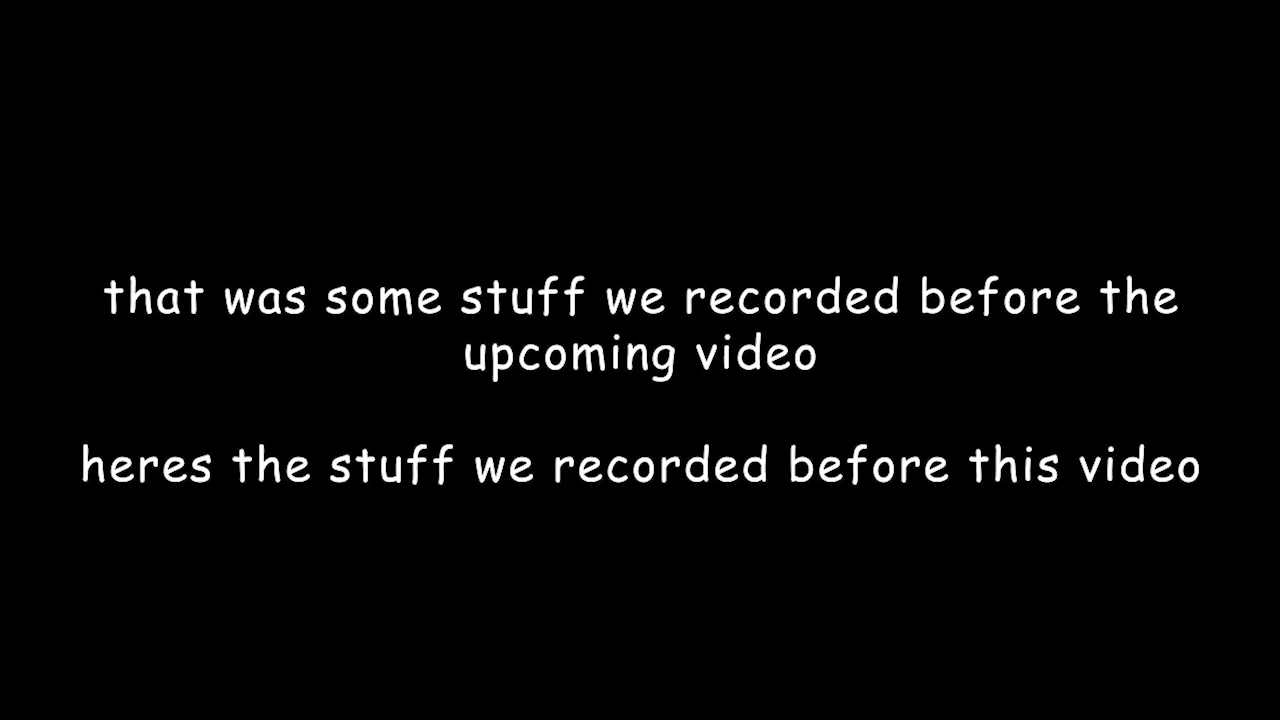 that was some stuff we recorded before the
upcoming video
heres the stuff we recorded before this video